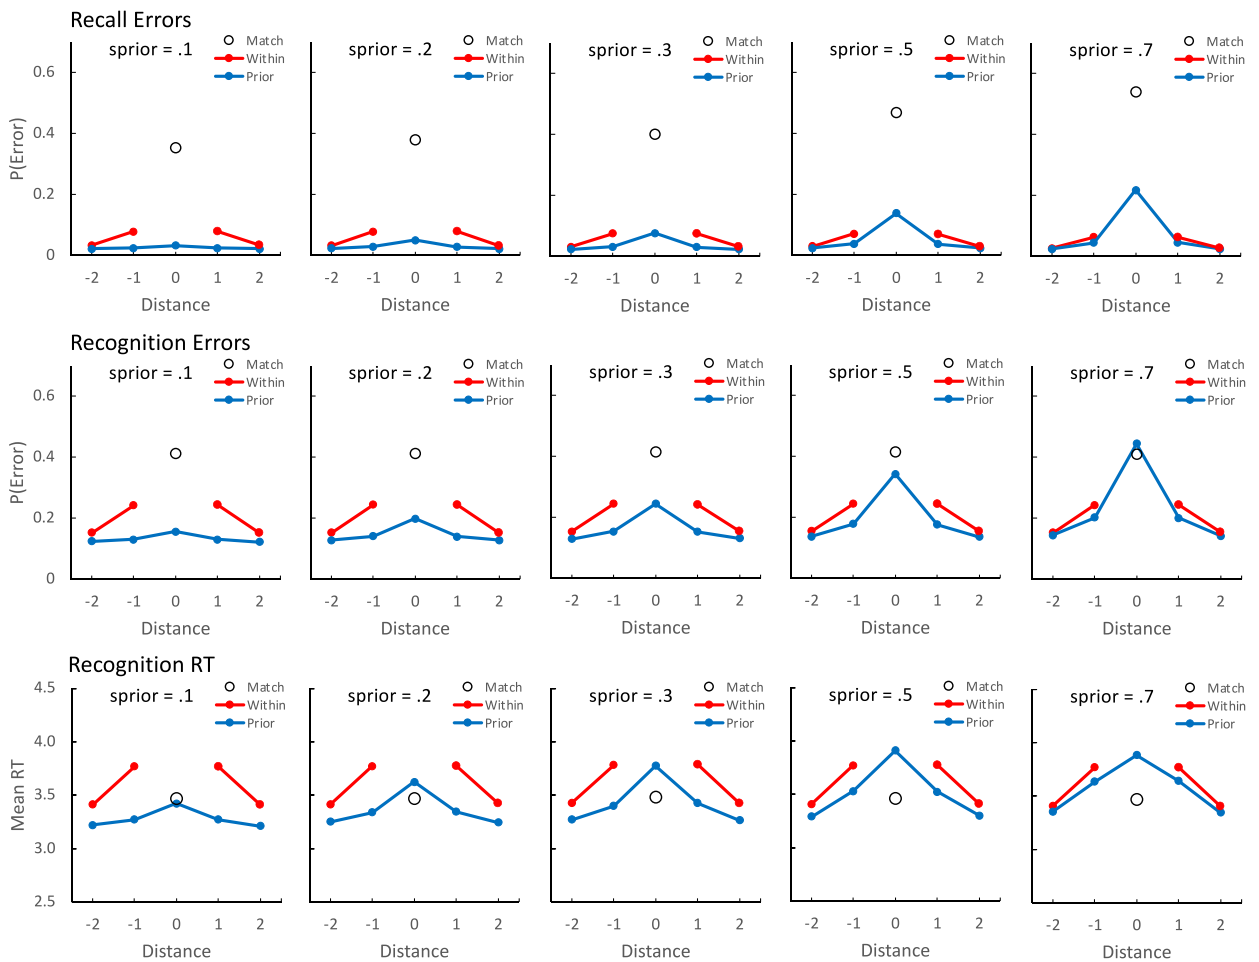 Recall Errors
sprior = .1
Match
Within
Prior
sprior = .2
Match
Within
Prior
sprior = .3
Match
Within
Prior
sprior = .5
Match
Within
Prior
sprior = .7
Match
Within
Prior
P(Error)
0.6
0.4
0.2
0
-2 -1 0 1 2
-2 -1 0 1 2
-2 -1 0 1 2
-2 -1 0 1 2
-2 -1 0 1 2
Distance
Distance
Distance
Distance
Distance
Recognition Errors
sprior = .1
Match
Within
Prior
sprior = .2
Match
Within
Prior
sprior = .3
Match
Within
Prior
sprior = .5
Match
Within
Prior
sprior = .7
Match
Within
Prior
P(Error)
0.6
0.4
0.2
0
-2 -1 0 1 2
-2 -1 0 1 2
-2 -1 0 1 2
-2 -1 0 1 2
-2 -1 0 1 2
Distance
Distance
Distance
Distance
Distance
Recognition RT
sprior = .1
Match
Within
Prior
sprior = .2
Match
Within
Prior
sprior = .3
Match
Within
Prior
sprior = .5
Match
Within
Prior
sprior = .7
Match
Within
Prior
Mean RT
4.5
4.0
3.5
3.0
2.5
-2 -1 0 1 2
-2 -1 0 1 2
-2 -1 0 1 2
-2 -1 0 1 2
-2 -1 0 1 2
Distance
Distance
Distance
Distance
Distance